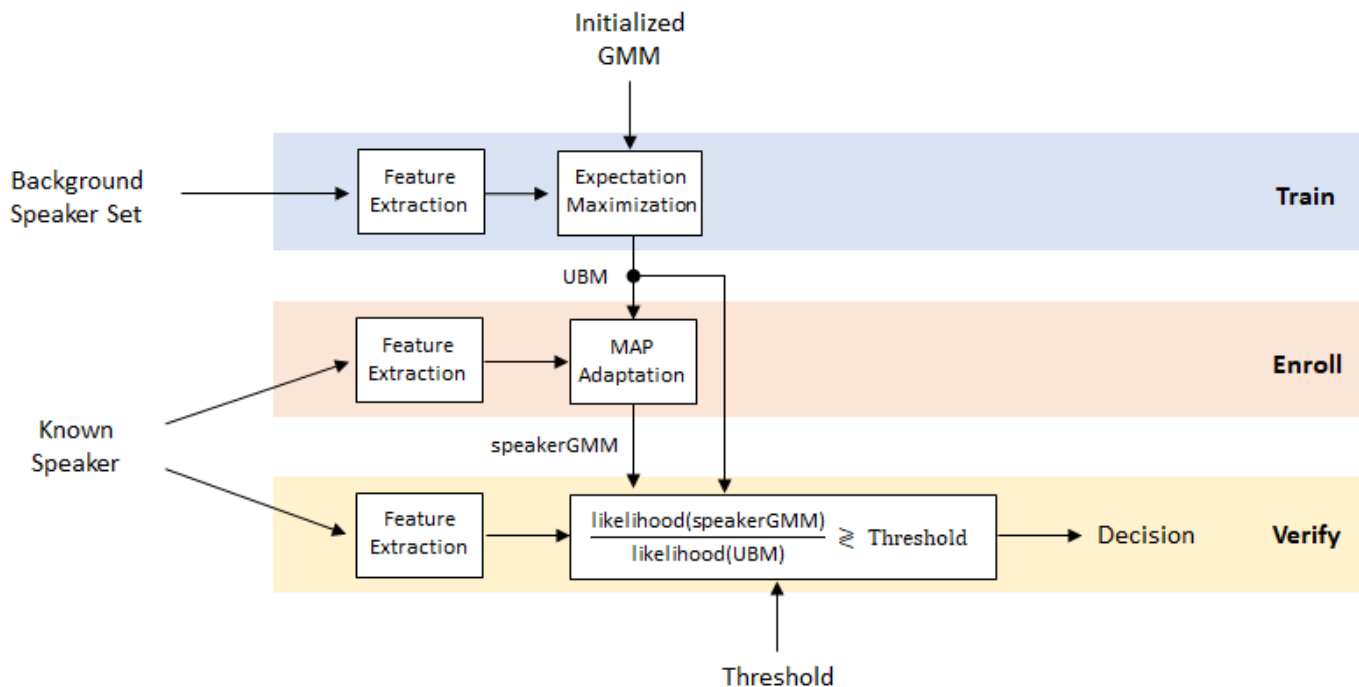 Initialized
GMM
Background
Speaker Set
Feature
Extraction
Expectation
Maximization
Train
UBM
Feature
Extraction
MAP
Adaptation
Enroll
Known
Speaker
speakerGMM
Feature
Extraction
likelihood(speakerGMM)
likelihood(UBM)
≷ Threshold
Decision
Verify
Threshold